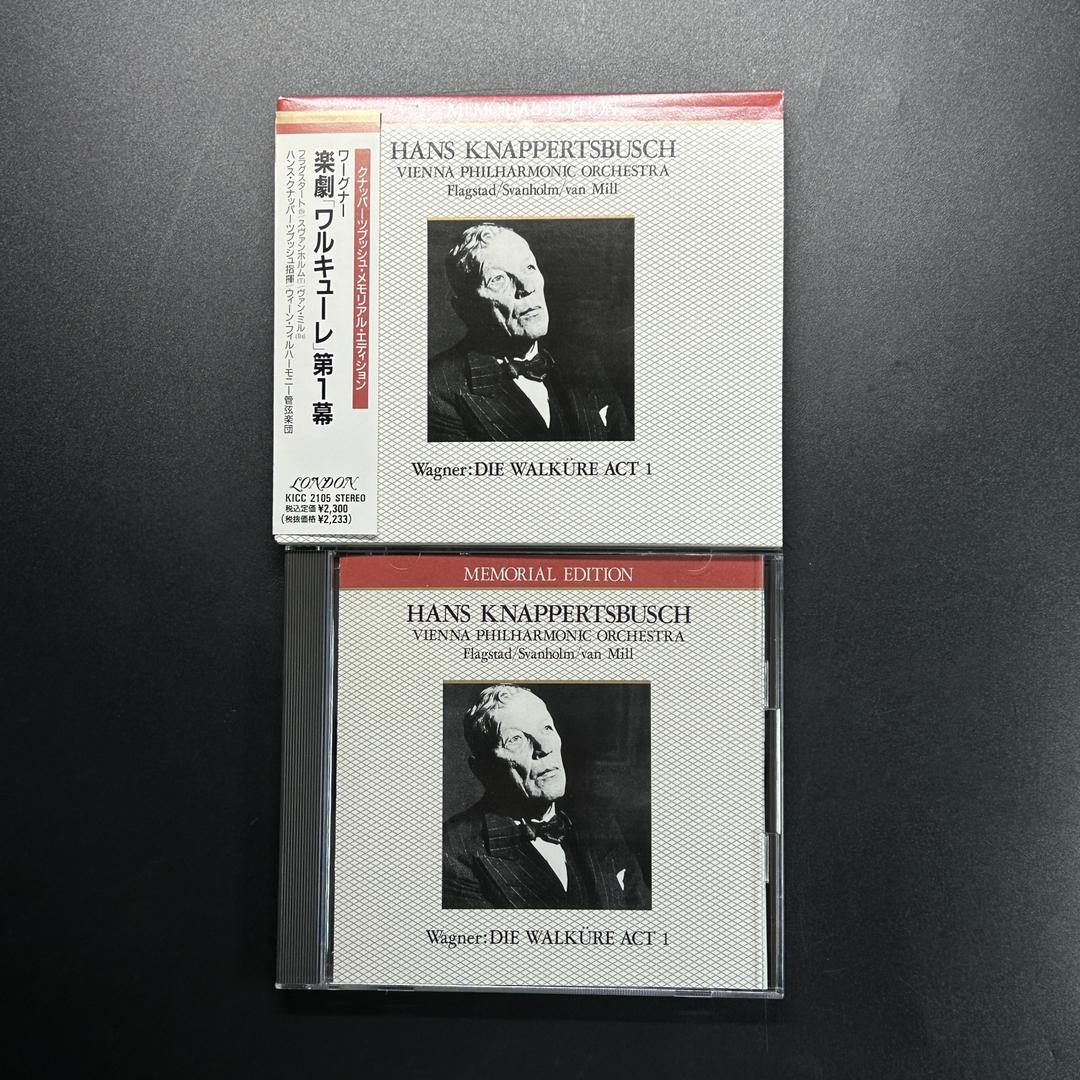 MEMORIAL EDITION
HANS KNAPPERTSBUSCH
VIENNA PHILHARMONIC ORCHESTRA
Flagstad/Svanholm/van Mill
Wagner:DIE WALKÜRE ACT 1
クナッパーツブッシュ・メモリアル・エディション
ワーグナー
楽劇「ワルキューレ」第1幕
フラグスタート(S)/スヴァンホルム(T)/ヴァン・ミル(Bs)
ハンス・クナッパーツブッシュ指揮/ウィーン・フィルハーモニー管弦楽団
LONDON
KICC 2105 STEREO
税込定価 ¥2,300
(税抜価格 ¥2,233)
MEMORIAL EDITION
HANS KNAPPERTSBUSCH
VIENNA PHILHARMONIC ORCHESTRA
Flagstad/Svanholm/van Mill
Wagner:DIE WALKÜRE ACT 1